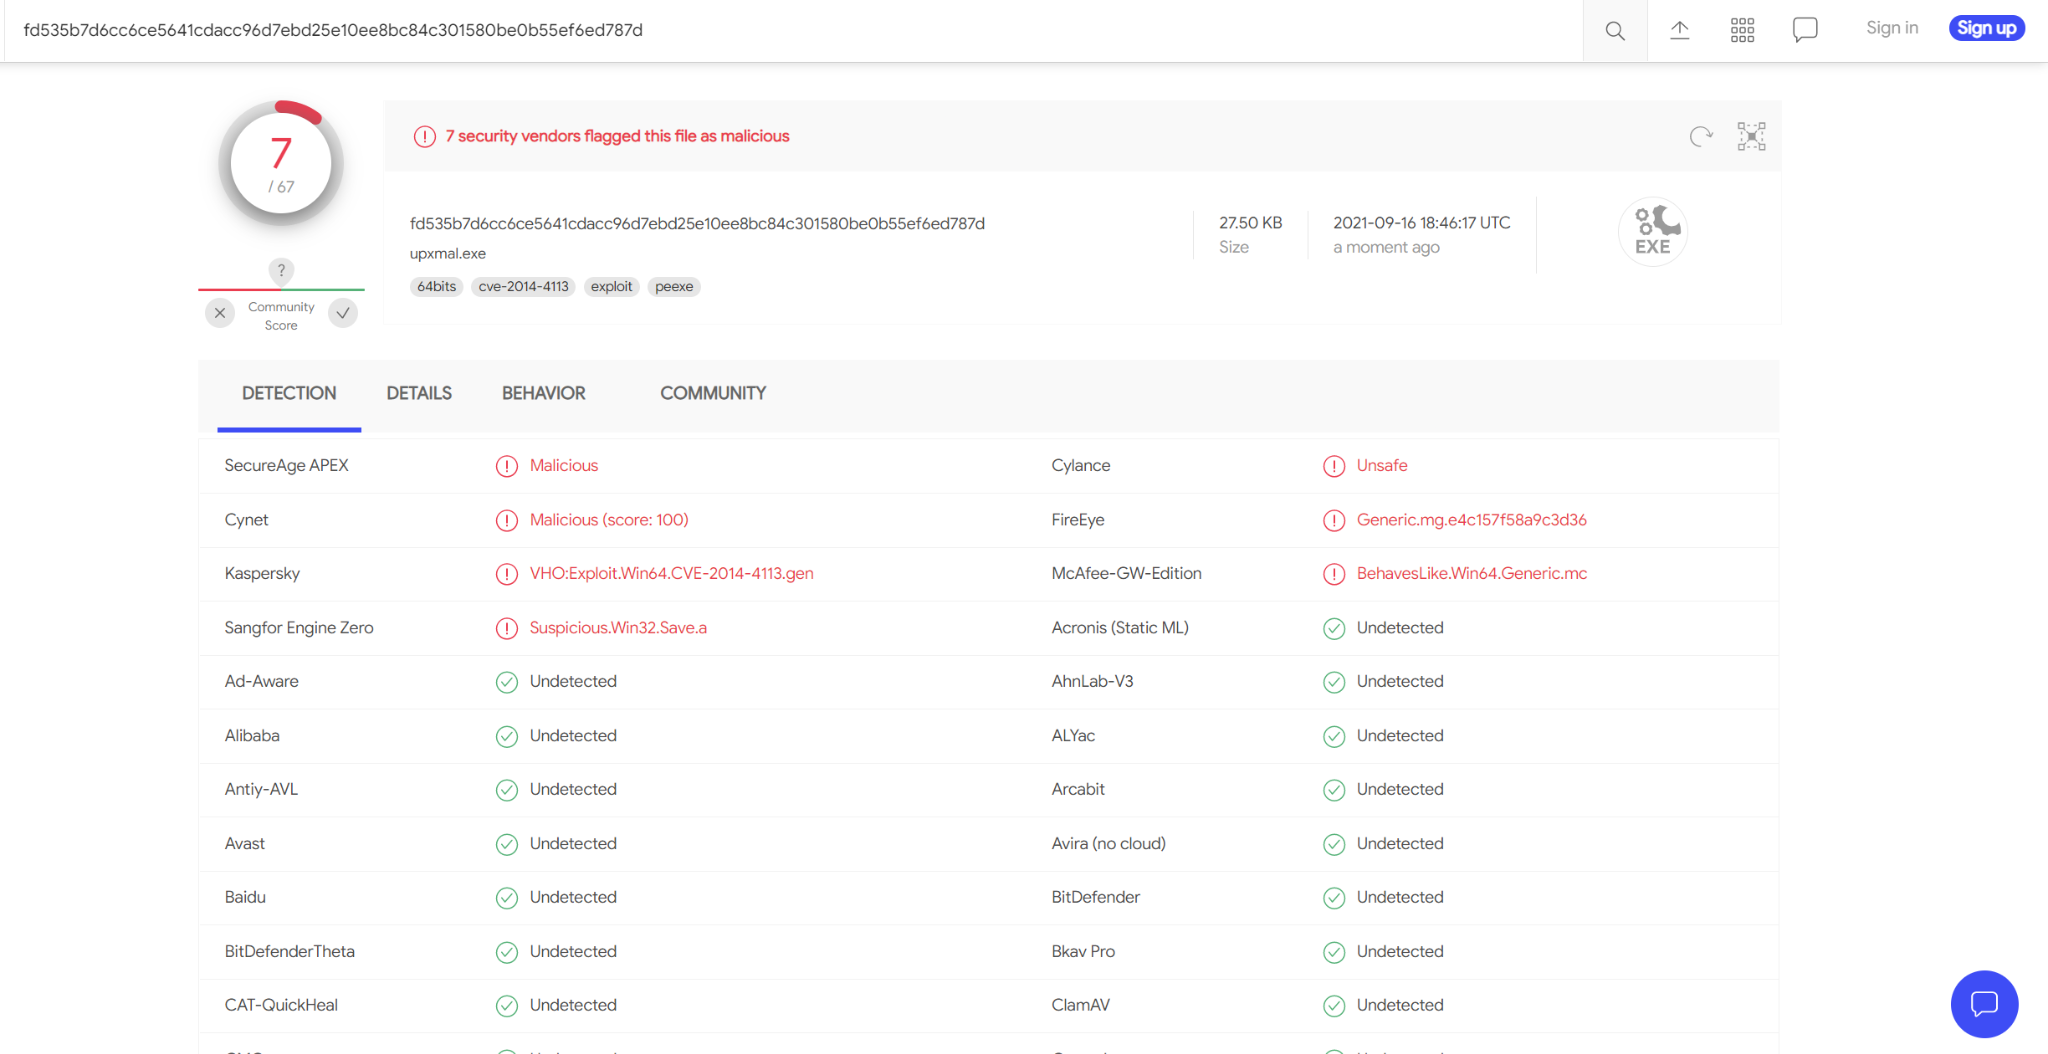 fd535b7d6cc6ce5641cdacc96d7ebd25e10ee8bc84c301580be0b55ef6ed787d
Sign in
Sign up
7
/ 67
?
Community
Score
7 security vendors flagged this file as malicious
fd535b7d6cc6ce5641cdacc96d7ebd25e10ee8bc84c301580be0b55ef6ed787d
upxmal.exe
64bits cve-2014-4113 exploit peexe
27.50 KB
Size
2021-09-16 18:46:17 UTC
a moment ago
EXE
DETECTION DETAILS BEHAVIOR COMMUNITY
SecureAge APEX Malicious Cylance Unsafe
Cynet Malicious (score: 100) FireEye Generic.mg.e4c157f58a9c3d36
Kaspersky VHO:Exploit.Win64.CVE-2014-4113.gen McAfee-GW-Edition BehavesLike.Win64.Generic.mc
Sangfor Engine Zero Suspicious.Win32.Save.a Acronis (Static ML) Undetected
Ad-Aware Undetected AhnLab-V3 Undetected
Alibaba Undetected ALYac Undetected
Antiy-AVL Undetected Arcabit Undetected
Avast Undetected Avira (no cloud) Undetected
Baidu Undetected BitDefender Undetected
BitDefenderTheta Undetected Bkav Pro Undetected
CAT-QuickHeal Undetected ClamAV Undetected